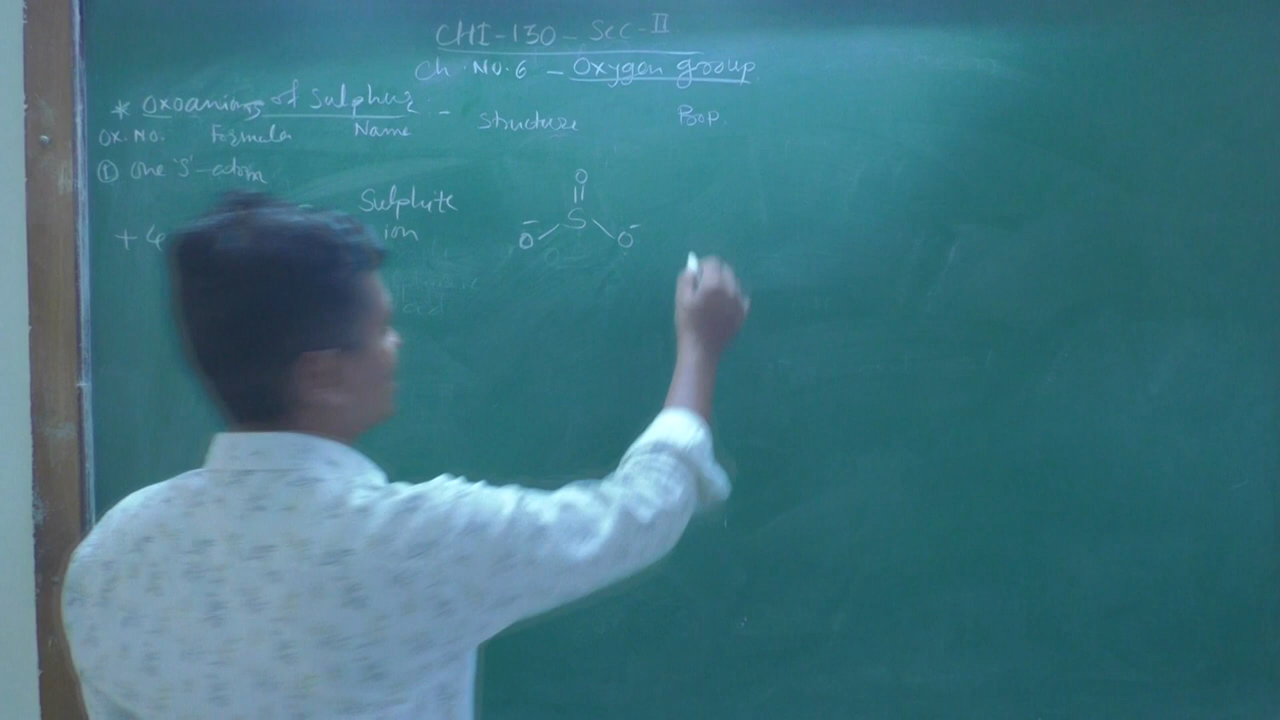 CHI-130 - Sec-II
Ch. No. 6 - Oxygen group
* Oxoanions of Sulphur -
Ox. No. Formula Name Structure Bop.
① One 'S'-atom
+4 Sulphite ion
O
||
S
O⁻ O⁻